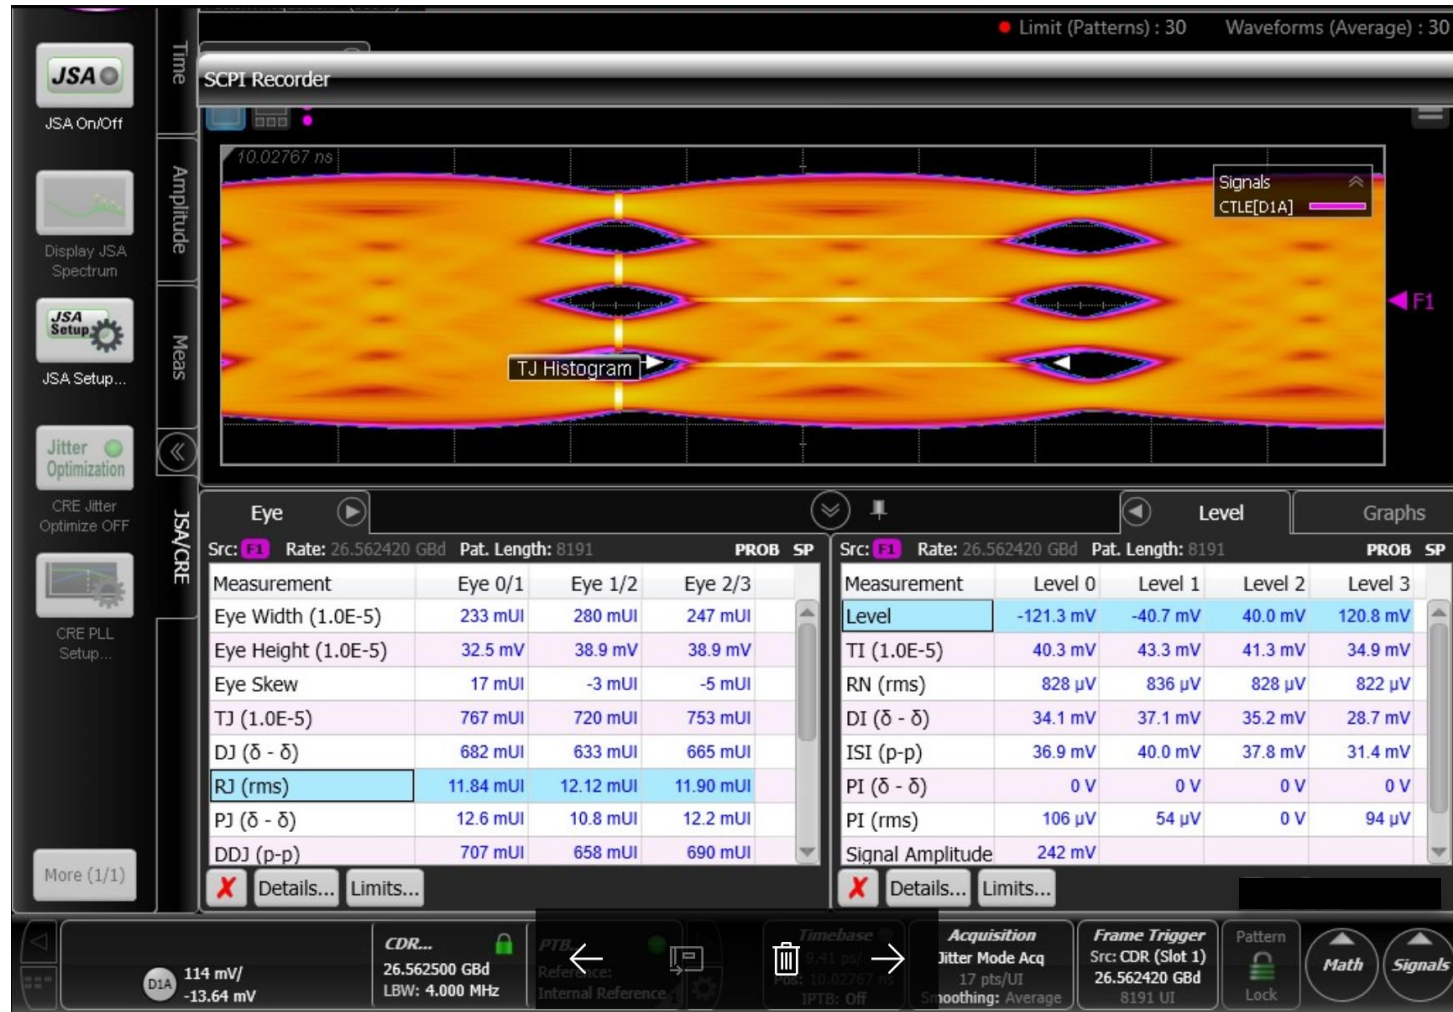 Limit (Patterns) : 30 Waveforms (Average) : 30
SCPI Recorder
JSA
JSA On/Off
Display JSA
Spectrum
JSA
Setup
JSA Setup...
Jitter
Optimization
CRE Jitter
Optimize OFF
CRE PLL
Setup...
More (1/1)
Time
Amplitude
Meas
JSA/CRE
10.02767 ns
Signals
CTLE[D1A]
F1
TJ Histogram
Eye
Src: F1 Rate: 26.562420 GBd Pat. Length: 8191 PROB SP
Measurement Eye 0/1 Eye 1/2 Eye 2/3
Eye Width (1.0E-5) 233 mUI 280 mUI 247 mUI
Eye Height (1.0E-5) 32.5 mV 38.9 mV 38.9 mV
Eye Skew 17 mUI -3 mUI -5 mUI
TJ (1.0E-5) 767 mUI 720 mUI 753 mUI
DJ (δ - δ) 682 mUI 633 mUI 665 mUI
RJ (rms) 11.84 mUI 12.12 mUI 11.90 mUI
PJ (δ - δ) 12.6 mUI 10.8 mUI 12.2 mUI
DDJ (p-p) 707 mUI 658 mUI 690 mUI
Details... Limits...
Level Graphs
Src: F1 Rate: 26.562420 GBd Pat. Length: 8191 PROB SP
Measurement Level 0 Level 1 Level 2 Level 3
Level -121.3 mV -40.7 mV 40.0 mV 120.8 mV
TI (1.0E-5) 40.3 mV 43.3 mV 41.3 mV 34.9 mV
RN (rms) 828 µV 836 µV 828 µV 822 µV
DI (δ - δ) 34.1 mV 37.1 mV 35.2 mV 28.7 mV
ISI (p-p) 36.9 mV 40.0 mV 37.8 mV 31.4 mV
PI (δ - δ) 0 V 0 V 0 V 0 V
PI (rms) 106 µV 54 µV 0 V 94 µV
Signal Amplitude 242 mV
Details... Limits...
D1A
114 mV/
-13.64 mV
CDR...
26.562500 GBd
LBW: 4.000 MHz
PTB...
Reference:
Internal Reference
Timebase
9.41 ps/
Pos: 10.02767 ns
IPTB: Off
Acquisition
Jitter Mode Acq
17 pts/UI
Smoothing: Average
Frame Trigger
Src: CDR (Slot 1)
26.562420 GBd
8191 UI
Pattern
Lock
Math
Signals